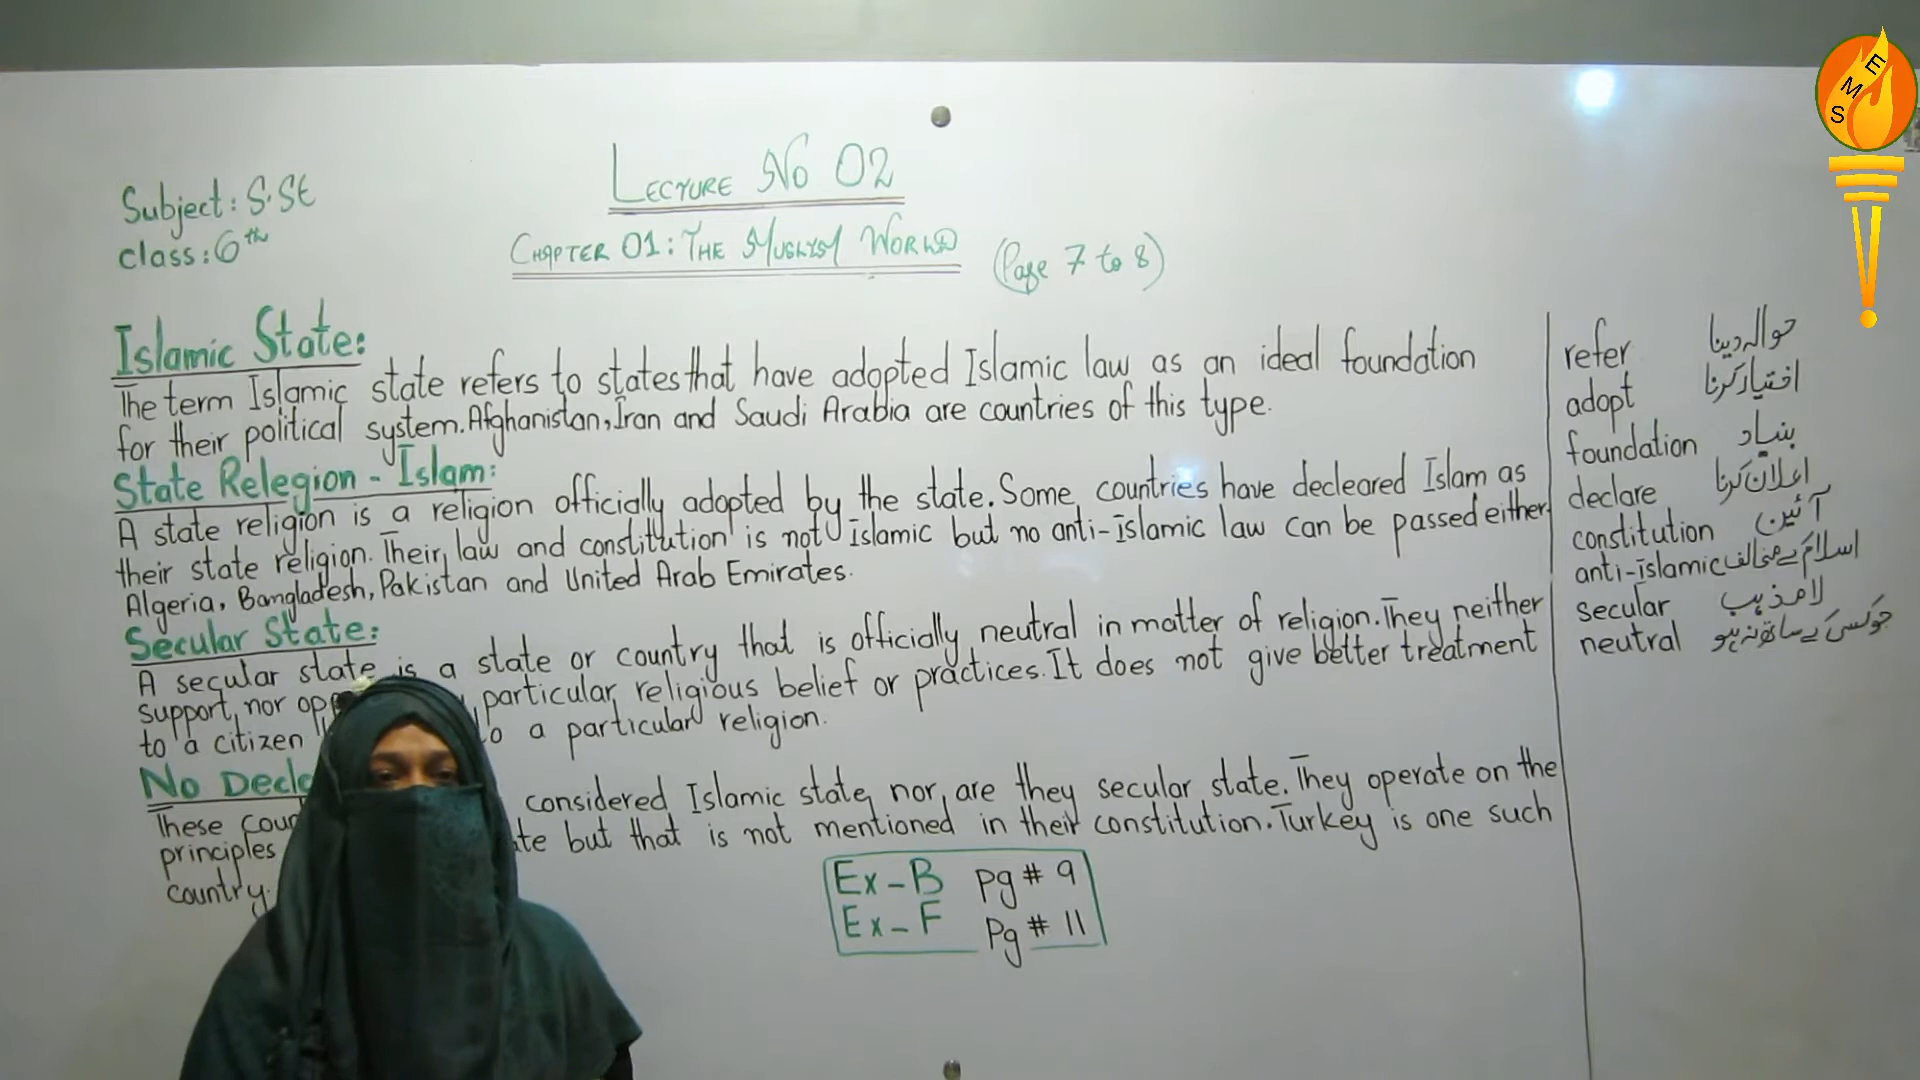 Subject: S.St
class: 6th
LECTURE No 02
CHAPTER 01: THE MUSLIM WORLD (Page 7 to 8)
Islamic State:
The term Islamic state refers to states that have adopted Islamic law as an ideal foundation
for their political system. Afghanistan, Iran and Saudi Arabia are countries of this type.
State Relegion - Islam:
A state religion is a religion officially adopted by the state. Some countries have decleared Islam as
their state religion. Their law and constitution is not Islamic but no anti-islamic law can be passed either.
Algeria, Bangladesh, Pakistan and United Arab Emirates.
Secular State:
A secular state is a state or country that is officially neutral in matter of religion. They neither
support, nor particular religious belief or practices. It does not give better treatment
to a citizen a particular religion.
No
These considered Islamic state, nor are they secular state. They operate on the
principles but that is not mentioned in their constitution. Turkey is one such
country.
Ex-B Pg # 9
Ex-F Pg # 11
refer حوالہ دینا
adopt اختیار کرنا
foundation بنیاد
declare اعلان کرنا
constitution آئین
anti-islamic اسلام کے مخالف
secular لامذہب
neutral جو کسی کے ساتھ نہ ہو
E
M
S